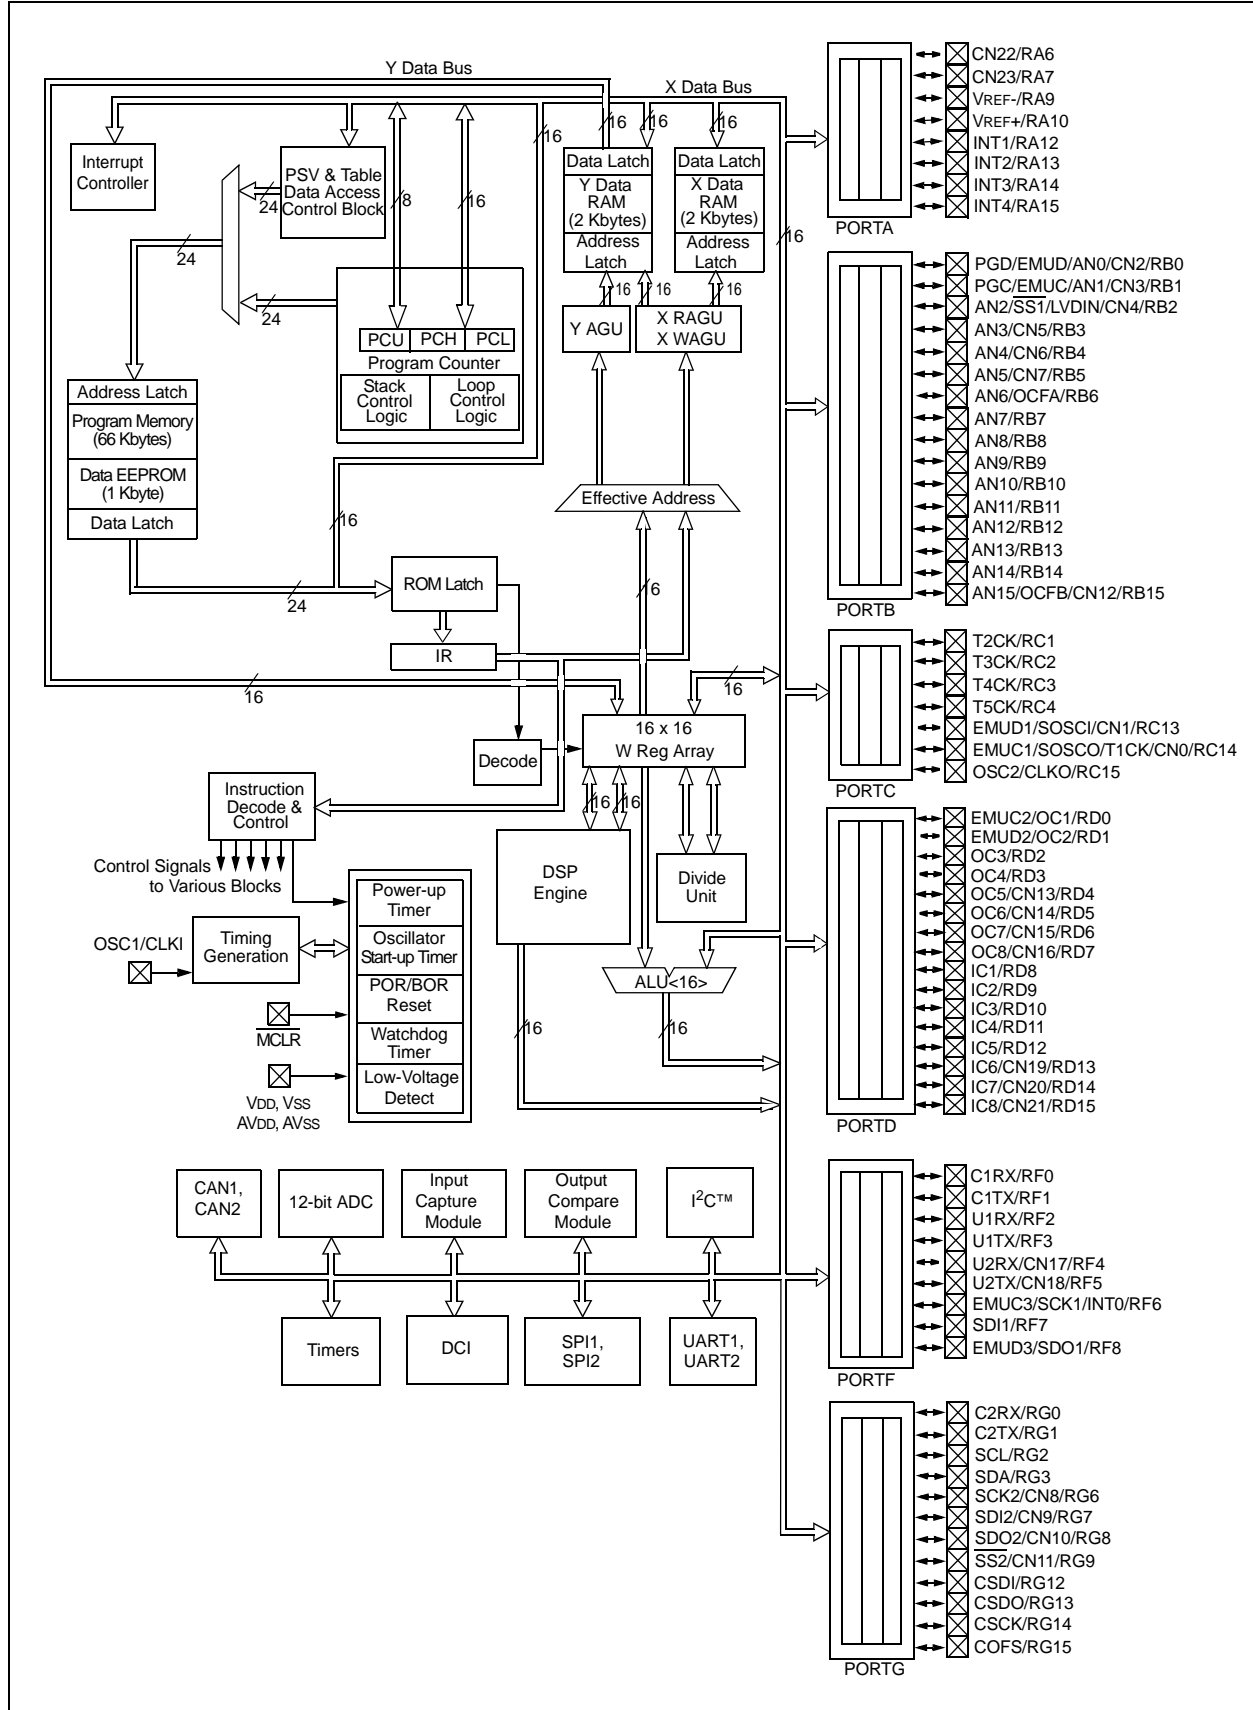 Y Data Bus
X Data Bus
Interrupt
Controller
PSV & Table
Data Access
Control Block
24
24
24
8
16
16
16
16
16
16
Data Latch
Y Data
RAM
(2 Kbytes)
Address
Latch
Data Latch
X Data
RAM
(2 Kbytes)
Address
Latch
16
16
16
Y AGU
X RAGU
X WAGU
PCU
PCH
PCL
Program Counter
Stack
Control
Logic
Loop
Control
Logic
Address Latch
Program Memory
(66 Kbytes)
Data EEPROM
(1 Kbyte)
Data Latch
16
24
Effective Address
ROM Latch
IR
16
16
6
16 x 16
W Reg Array
Decode
16
16
Instruction
Decode &
Control
Control Signals
to Various Blocks
DSP
Engine
Divide
Unit
Power-up
Timer
Oscillator
Start-up Timer
POR/BOR
Reset
Watchdog
Timer
Low-Voltage
Detect
OSC1/CLKI
Timing
Generation
MCLR
VDD, VSS
AVDD, AVSS
ALU<16>
16
16
CAN1,
CAN2
12-bit ADC
Input
Capture
Module
Output
Compare
Module
I²C™
Timers
DCI
SPI1,
SPI2
UART1,
UART2
CN22/RA6
CN23/RA7
VREF-/RA9
VREF+/RA10
INT1/RA12
INT2/RA13
INT3/RA14
INT4/RA15
PORTA
PGD/EMUD/AN0/CN2/RB0
PGC/EMUC/AN1/CN3/RB1
AN2/SS1/LVDIN/CN4/RB2
AN3/CN5/RB3
AN4/CN6/RB4
AN5/CN7/RB5
AN6/OCFA/RB6
AN7/RB7
AN8/RB8
AN9/RB9
AN10/RB10
AN11/RB11
AN12/RB12
AN13/RB13
AN14/RB14
AN15/OCFB/CN12/RB15
PORTB
T2CK/RC1
T3CK/RC2
T4CK/RC3
T5CK/RC4
EMUD1/SOSCI/CN1/RC13
EMUC1/SOSCO/T1CK/CN0/RC14
OSC2/CLKO/RC15
PORTC
EMUC2/OC1/RD0
EMUD2/OC2/RD1
OC3/RD2
OC4/RD3
OC5/CN13/RD4
OC6/CN14/RD5
OC7/CN15/RD6
OC8/CN16/RD7
IC1/RD8
IC2/RD9
IC3/RD10
IC4/RD11
IC5/RD12
IC6/CN19/RD13
IC7/CN20/RD14
IC8/CN21/RD15
PORTD
C1RX/RF0
C1TX/RF1
U1RX/RF2
U1TX/RF3
U2RX/CN17/RF4
U2TX/CN18/RF5
EMUC3/SCK1/INT0/RF6
SDI1/RF7
EMUD3/SDO1/RF8
PORTF
C2RX/RG0
C2TX/RG1
SCL/RG2
SDA/RG3
SCK2/CN8/RG6
SDI2/CN9/RG7
SDO2/CN10/RG8
SS2/CN11/RG9
CSDI/RG12
CSDO/RG13
CSCK/RG14
COFS/RG15
PORTG